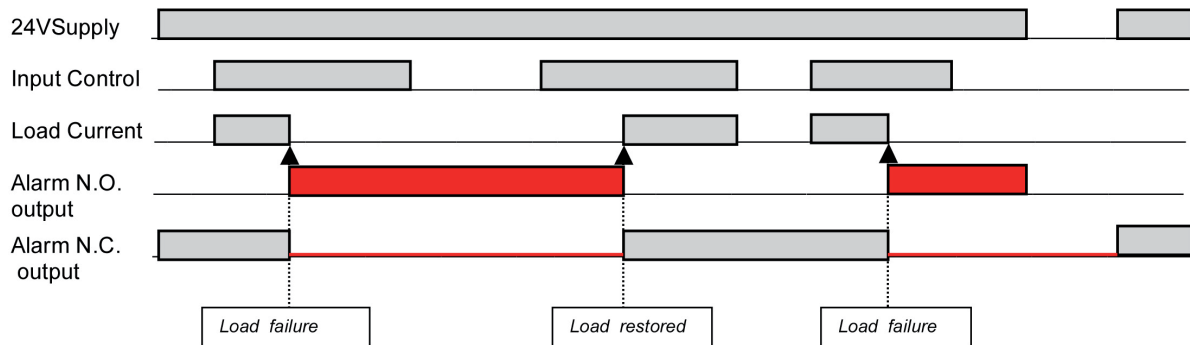 24VSupply
Input Control
Load Current
Alarm N.O.
output
Alarm N.C.
output
Load failure
Load restored
Load failure